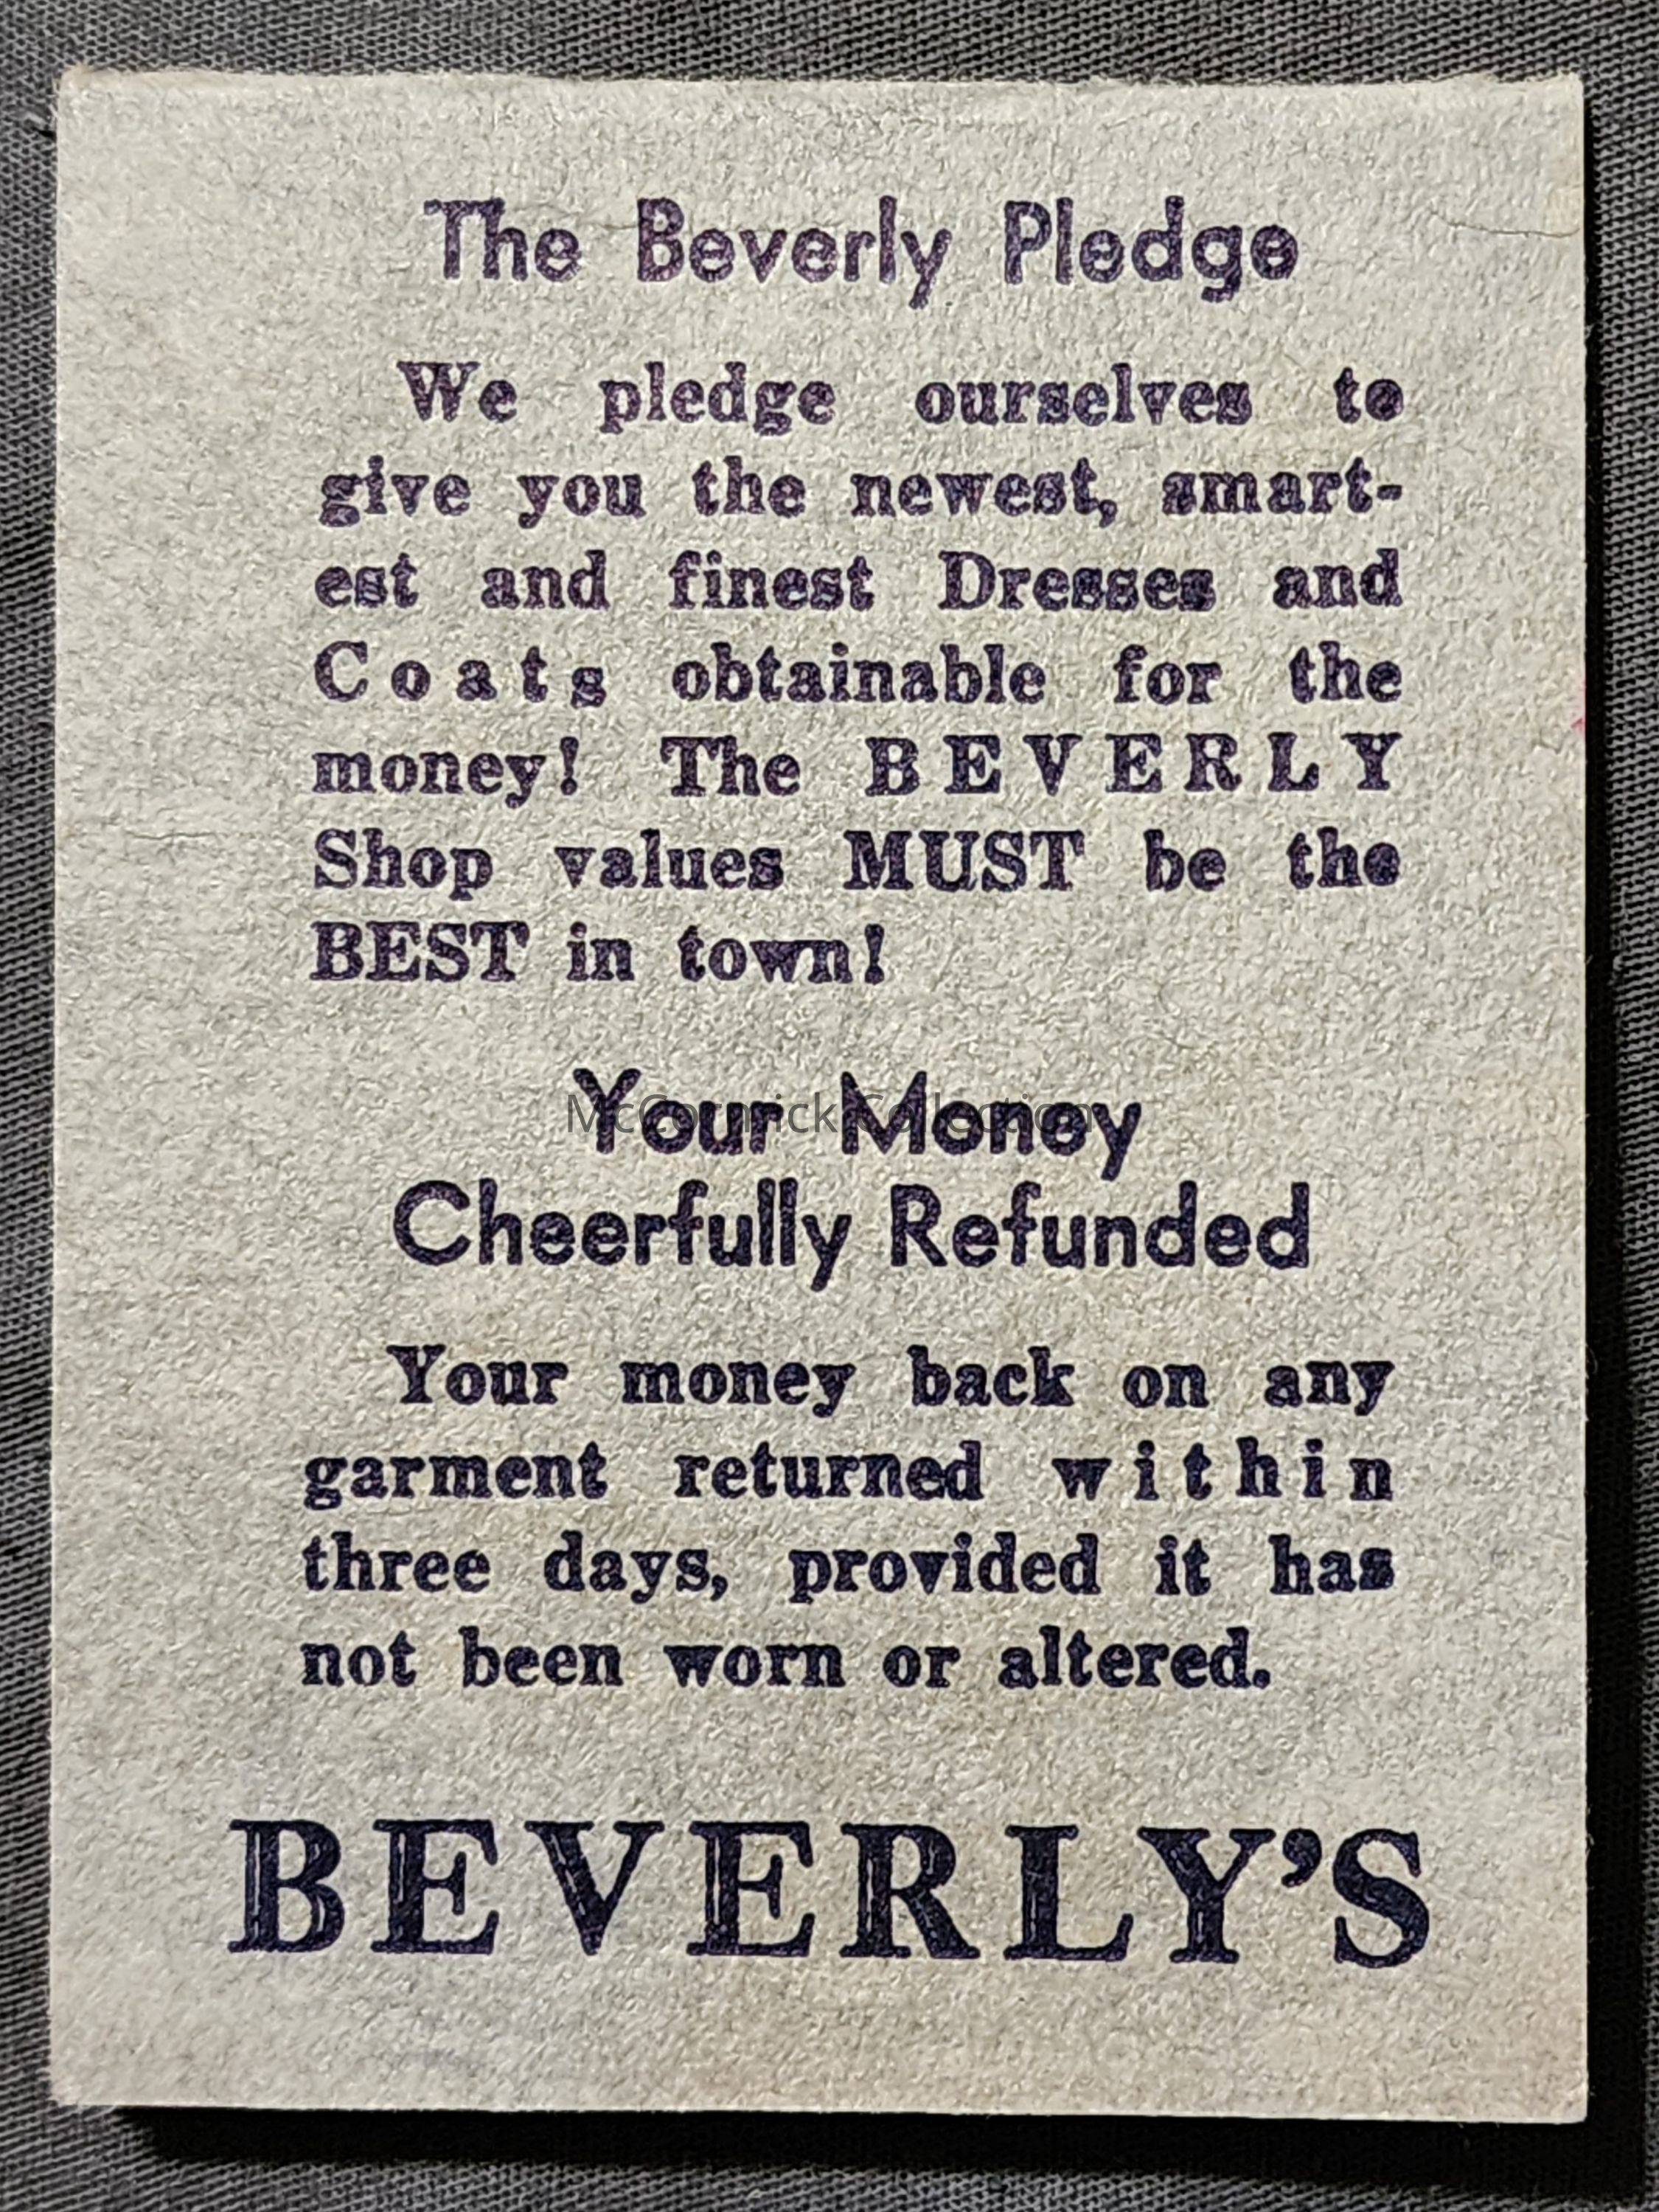 The Beverly Pledge
We pledge ourselves to
give you the newest, smart-
est and finest Dresses and
Coats obtainable for the
money! The BEVERLY
Shop values MUST be the
BEST in town!
Your Money
McCormick Collection
Cheerfully Refunded
Your money back on any
garment returned within
three days, provided it has
not been worn or altered.
BEVERLY'S